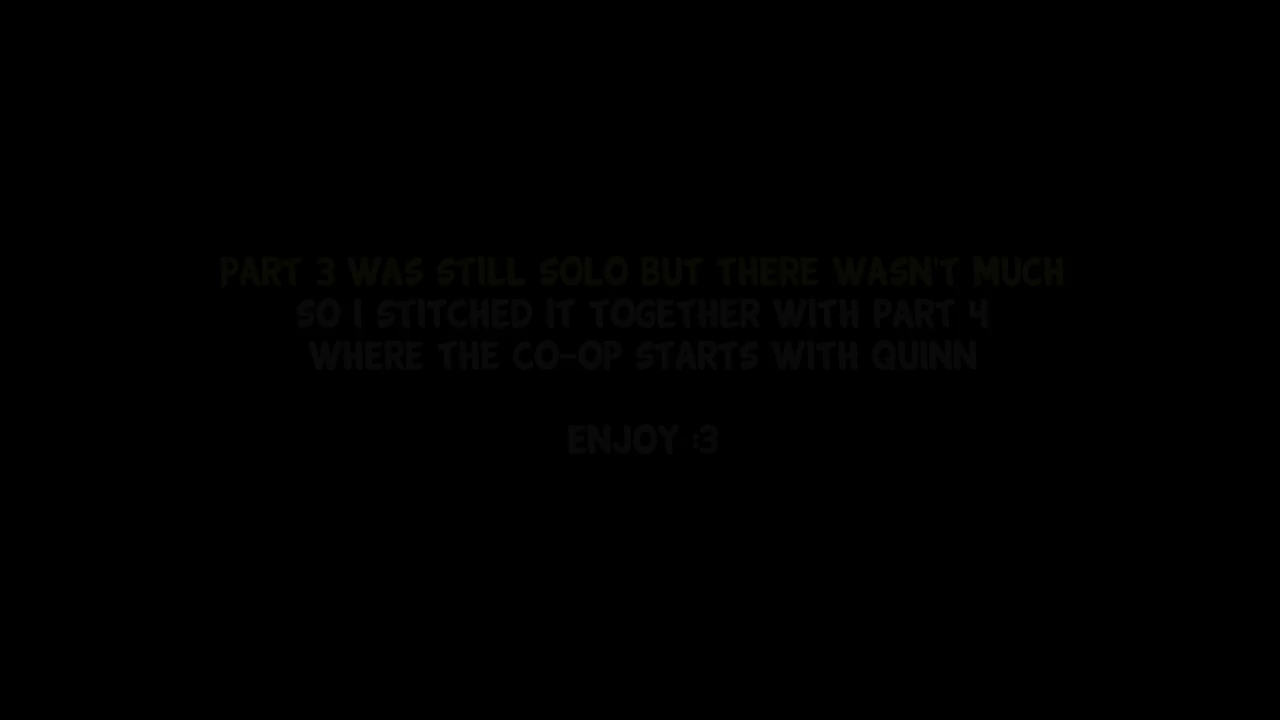 PART 3 WAS STILL SOLO BUT THERE WASN'T MUCH
SO I STITCHED IT TOGETHER WITH PART 4
WHERE THE CO-OP STARTS WITH QUINN
ENJOY :3